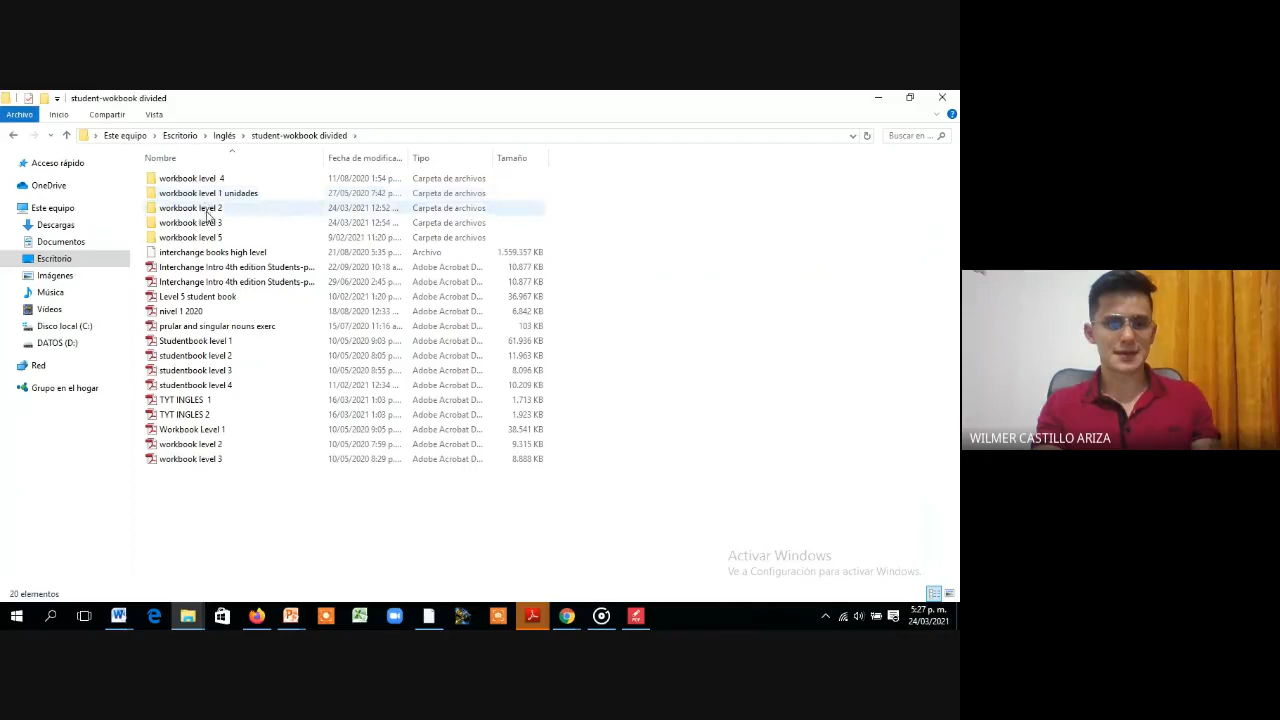 student-wokbook divided
Archivo Inicio Compartir Vista
Este equipo Escritorio Inglés student-wokbook divided
Buscar en ...
Nombre Fecha de modifica... Tipo Tamaño
Acceso rápido
OneDrive
Este equipo
Descargas
Documentos
Escritorio
Imágenes
Música
Vídeos
Disco local (C:)
DATOS (D:)
Red
Grupo en el hogar
workbook level 4 11/08/2020 1:54 p.... Carpeta de archivos
workbook level 1 unidades 27/05/2020 7:42 p.... Carpeta de archivos
workbook level 2 24/03/2021 12:52 ... Carpeta de archivos
workbook level 3 24/03/2021 12:54 ... Carpeta de archivos
workbook level 5 9/02/2021 11:20 p.... Carpeta de archivos
interchange books high level 21/08/2020 5:35 p.... Archivo 1.559.357 KB
Interchange Intro 4th edition Students-p... 22/09/2020 10:18 a... Adobe Acrobat D... 10.877 KB
Interchange Intro 4th edition Students-p... 29/06/2020 2:45 p.... Adobe Acrobat D... 10.877 KB
Level 5 student book 10/02/2021 1:20 p.... Adobe Acrobat D... 36.967 KB
nivel 1 2020 18/08/2020 12:33 ... Adobe Acrobat D... 6.842 KB
prular and singular nouns exerc 15/07/2020 11:16 a... Adobe Acrobat D... 103 KB
Studentbook level 1 10/05/2020 9:03 p.... Adobe Acrobat D... 61.936 KB
studentbook level 2 10/05/2020 8:05 p.... Adobe Acrobat D... 11.963 KB
studentbook level 3 10/05/2020 8:55 p.... Adobe Acrobat D... 8.096 KB
studentbook level 4 11/02/2021 12:34 ... Adobe Acrobat D... 10.209 KB
TYT INGLES 1 16/03/2021 1:03 p.... Adobe Acrobat D... 1.713 KB
TYT INGLES 2 16/03/2021 1:03 p.... Adobe Acrobat D... 1.923 KB
Workbook Level 1 10/05/2020 9:05 p.... Adobe Acrobat D... 38.541 KB
workbook level 2 10/05/2020 7:59 p.... Adobe Acrobat D... 9.315 KB
workbook level 3 10/05/2020 8:29 p.... Adobe Acrobat D... 8.888 KB
Activar Windows
Ve a Configuración para activar Windows.
20 elementos
5:27 p. m.
24/03/2021
WILMER CASTILLO ARIZA